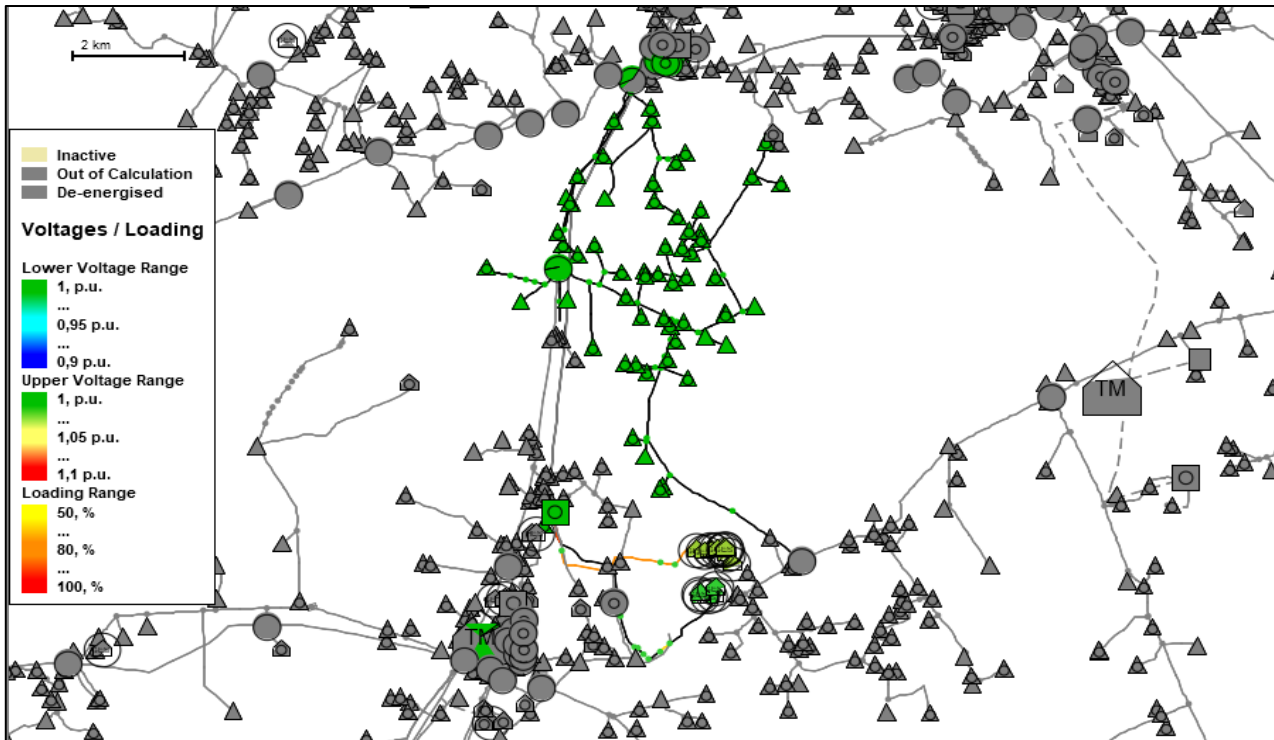 2 km
Inactive
Out of Calculation
De-energised
Voltages / Loading
Lower Voltage Range
1, p.u.
...
0,95 p.u.
...
0,9 p.u.
Upper Voltage Range
1, p.u.
...
1,05 p.u.
...
1,1 p.u.
Loading Range
50, %
...
80, %
...
100, %
TM
TM